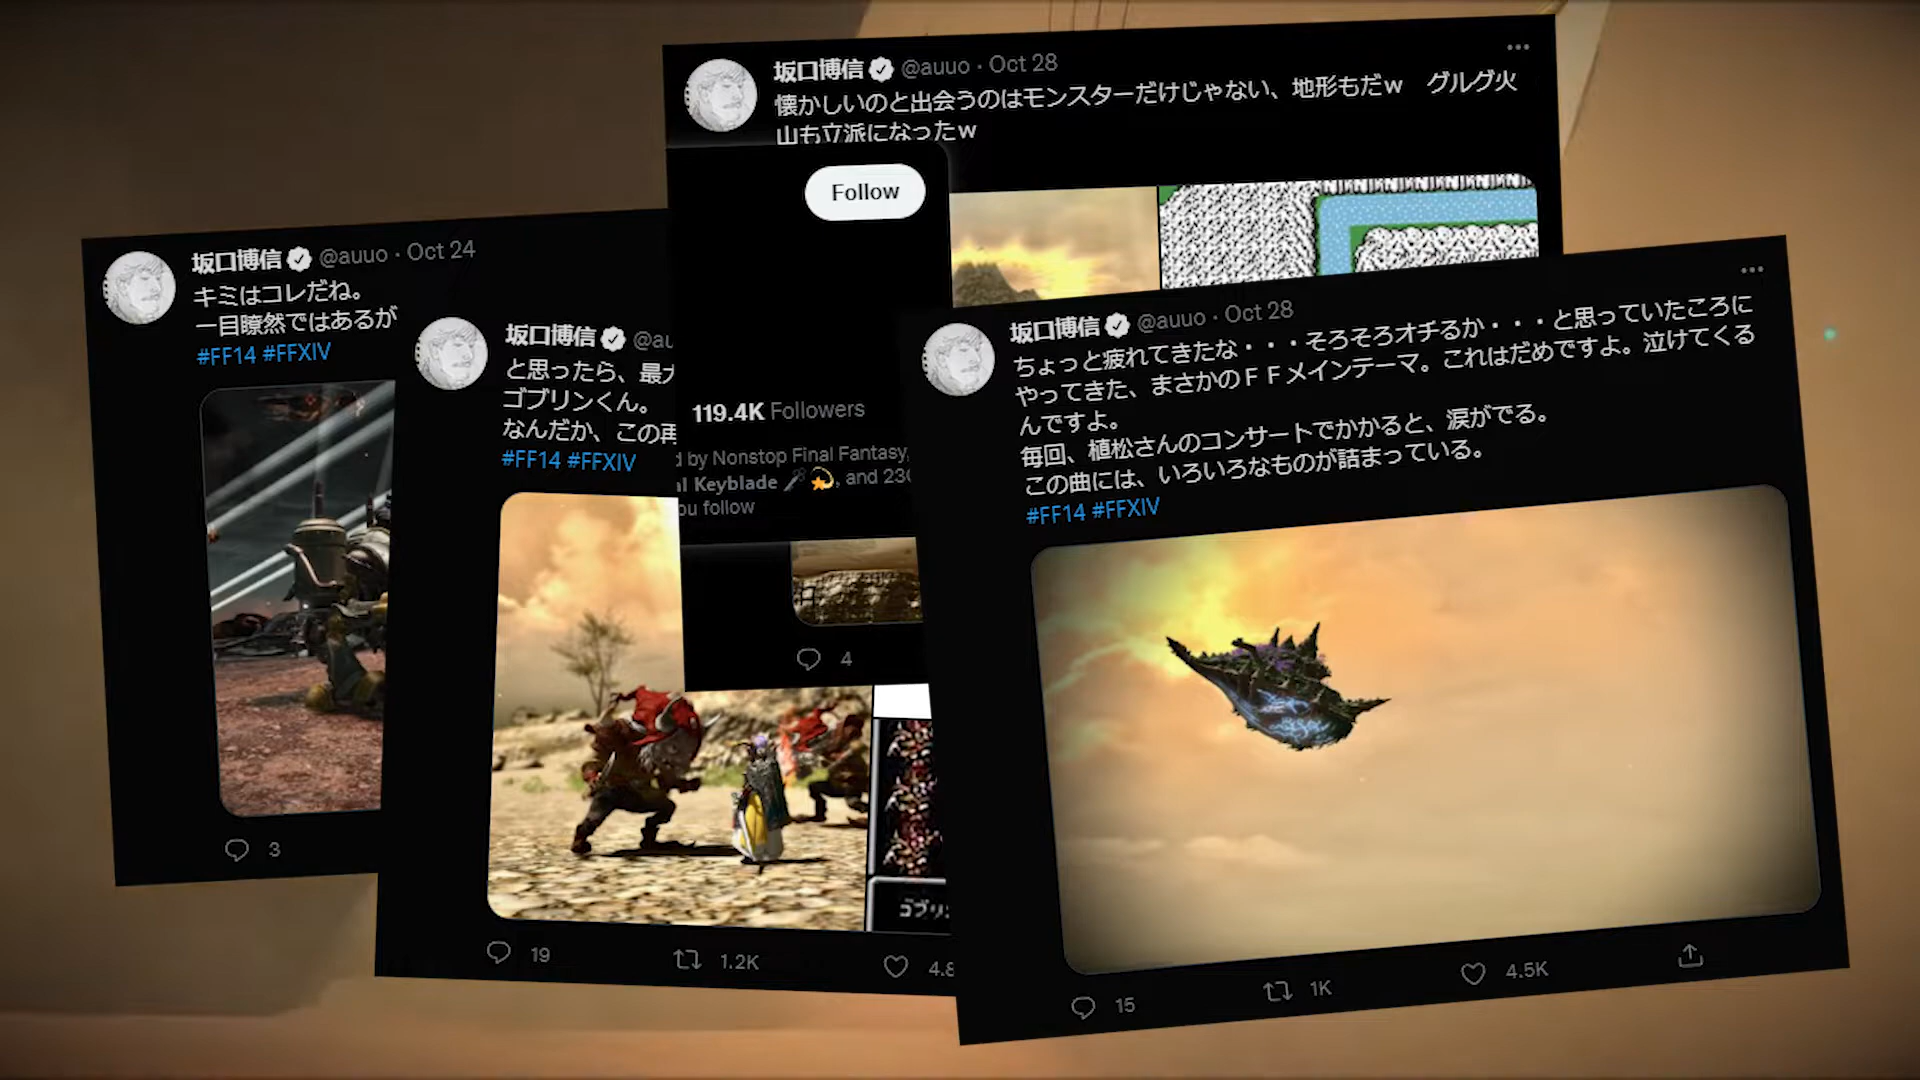 坂口博信 @auuo · Oct 28
懐かしいのと出会うのはモンスターだけじゃない、地形もだｗ　グルグ火
山も立派になったｗ
Follow
119.4K Followers
d by Nonstop Final Fantasy,
al Keyblade , and 230
ou follow
4
坂口博信 @auuo · Oct 24
キミはコレだね。
一目瞭然ではあるが
#FF14 #FFXIV
3
坂口博信 @au
と思ったら、最
ゴブリンくん。
なんだか、この再
#FF14 #FFXIV
ゴブリ
19 1.2K 4.8
坂口博信 @auuo · Oct 28
ちょっと疲れてきたな・・・そろそろオチるか・・・と思っていたころに
やってきた、まさかのＦＦメインテーマ。これはだめですよ。泣けてくる
んですよ。
毎回、植松さんのコンサートでかかると、涙がでる。
この曲には、いろいろなものが詰まっている。
#FF14 #FFXIV
15 1K 4.5K